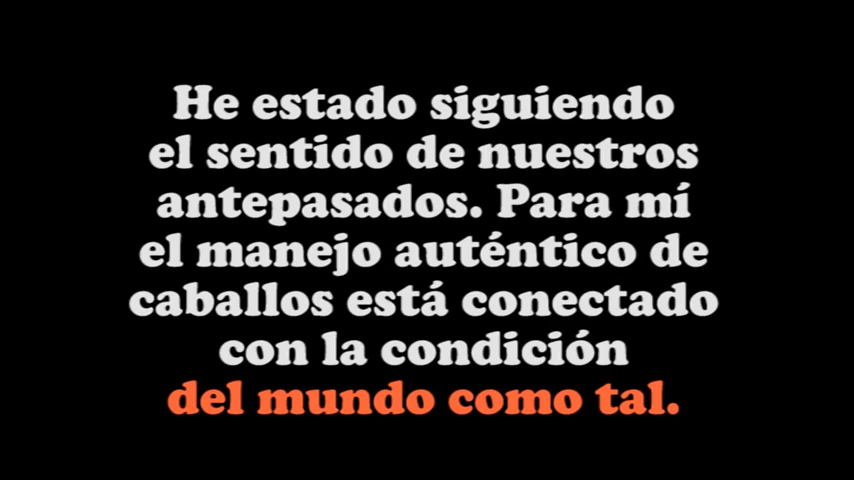 He estado siguiendo
el sentido de nuestros
antepasados. Para mí
el manejo auténtico de
caballos está conectado
con la condición
del mundo como tal.